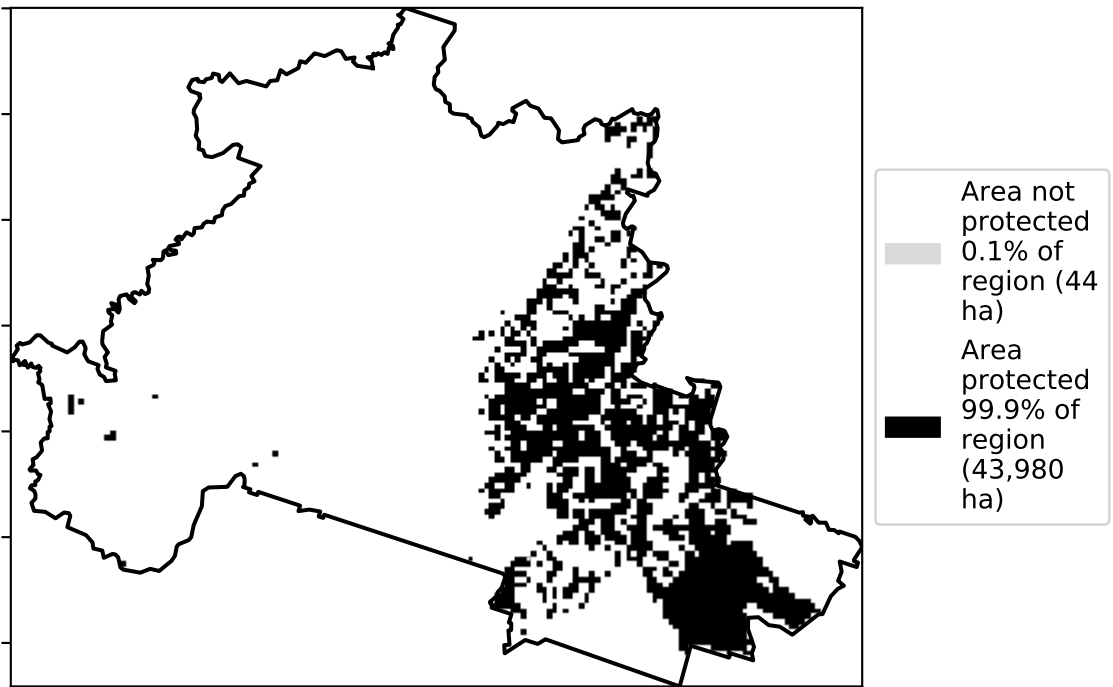 Area not
protected
0.1% of
region (44
ha)
Area
protected
99.9% of
region
(43,980
ha)